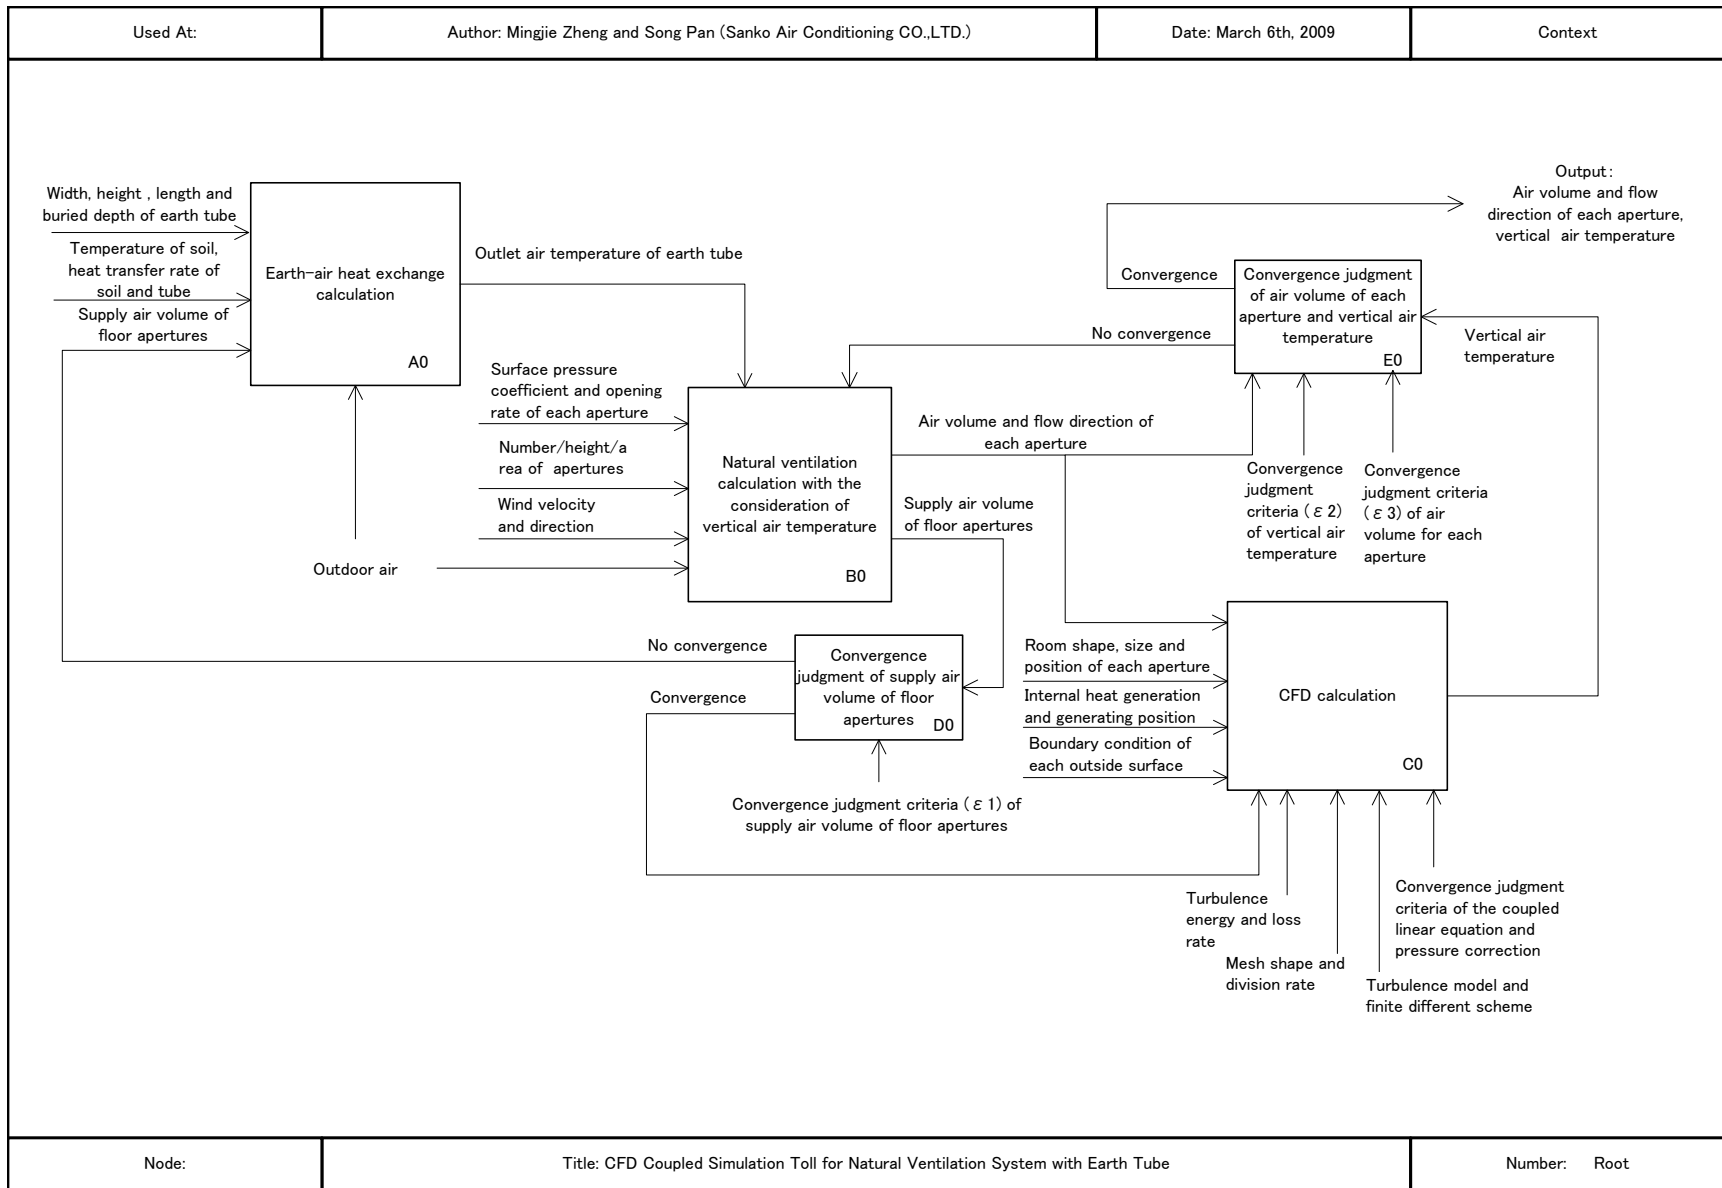 Used At:
Author: Mingjie Zheng and Song Pan (Sanko Air Conditioning CO.,LTD.)
Date: March 6th, 2009
Context
Width, height , length and
buried depth of earth tube
Temperature of soil,
heat transfer rate of
soil and tube
Supply air volume of
floor apertures
Earth-air heat exchange
calculation
A0
Outlet air temperature of earth tube
Output:
Air volume and flow
direction of each aperture,
vertical air temperature
Convergence
No convergence
Convergence judgment
of air volume of each
aperture and vertical air
temperature
E0
Vertical air
temperature
Surface pressure
coefficient and opening
rate of each aperture
Number/height/a
rea of apertures
Wind velocity
and direction
Outdoor air
Natural ventilation
calculation with the
consideration of
vertical air temperature
B0
Air volume and flow direction of
each aperture
Supply air volume
of floor apertures
Convergence
judgment
criteria (ε2)
of vertical air
temperature
Convergence
judgment criteria
(ε3) of air
volume for each
aperture
No convergence
Convergence
Convergence
judgment of supply air
volume of floor
apertures
D0
Convergence judgment criteria (ε1) of
supply air volume of floor apertures
Room shape, size and
position of each aperture
Internal heat generation
and generating position
Boundary condition of
each outside surface
CFD calculation
C0
Turbulence
energy and loss
rate
Mesh shape and
division rate
Turbulence model and
finite different scheme
Convergence judgment
criteria of the coupled
linear equation and
pressure correction
Node:
Title: CFD Coupled Simulation Toll for Natural Ventilation System with Earth Tube
Number: Root